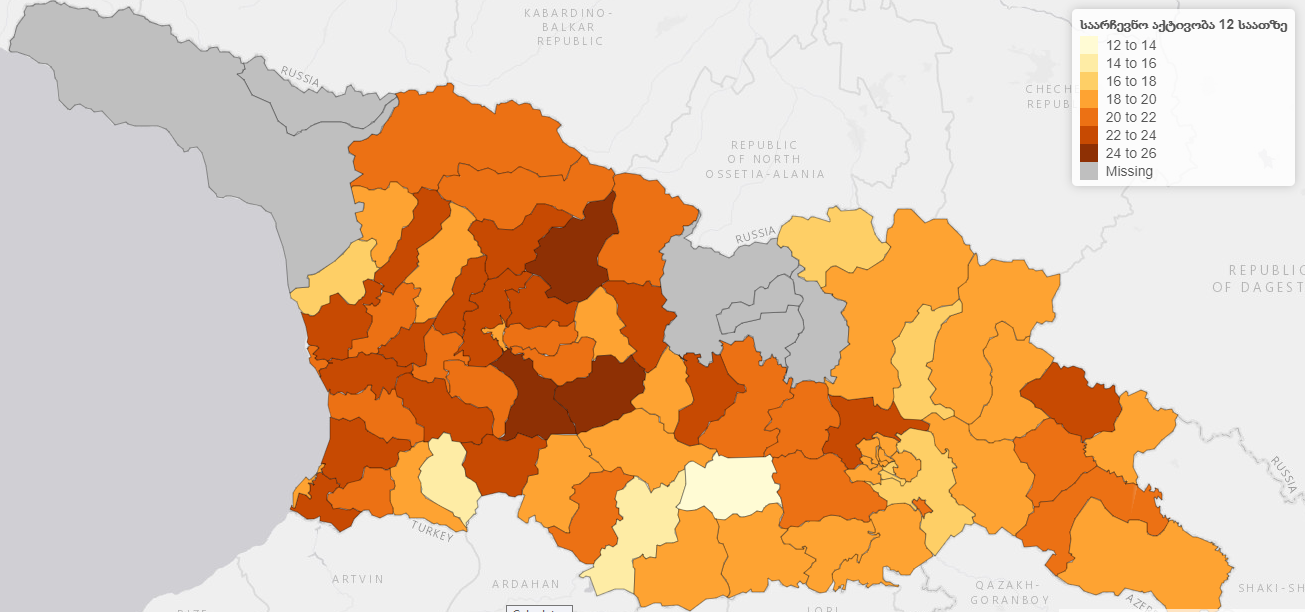 KABARDINO-
BALKAR
REPUBLIC
საარჩევნო აქტივობა 12 საათზე
12 to 14
14 to 16
16 to 18
18 to 20
20 to 22
22 to 24
24 to 26
Missing
RUSSIA
CHECH
REPUB
REPUBLIC
OF NORTH
OSSETIA-ALANIA
RUSSIA
REPUBLIC
OF DAGEST
RUSSIA
TURKEY
ARTVIN
ARDAHAN
QAZAKH-
GORANBOY
SHAKI-SH
AZER
LORI
RIZE